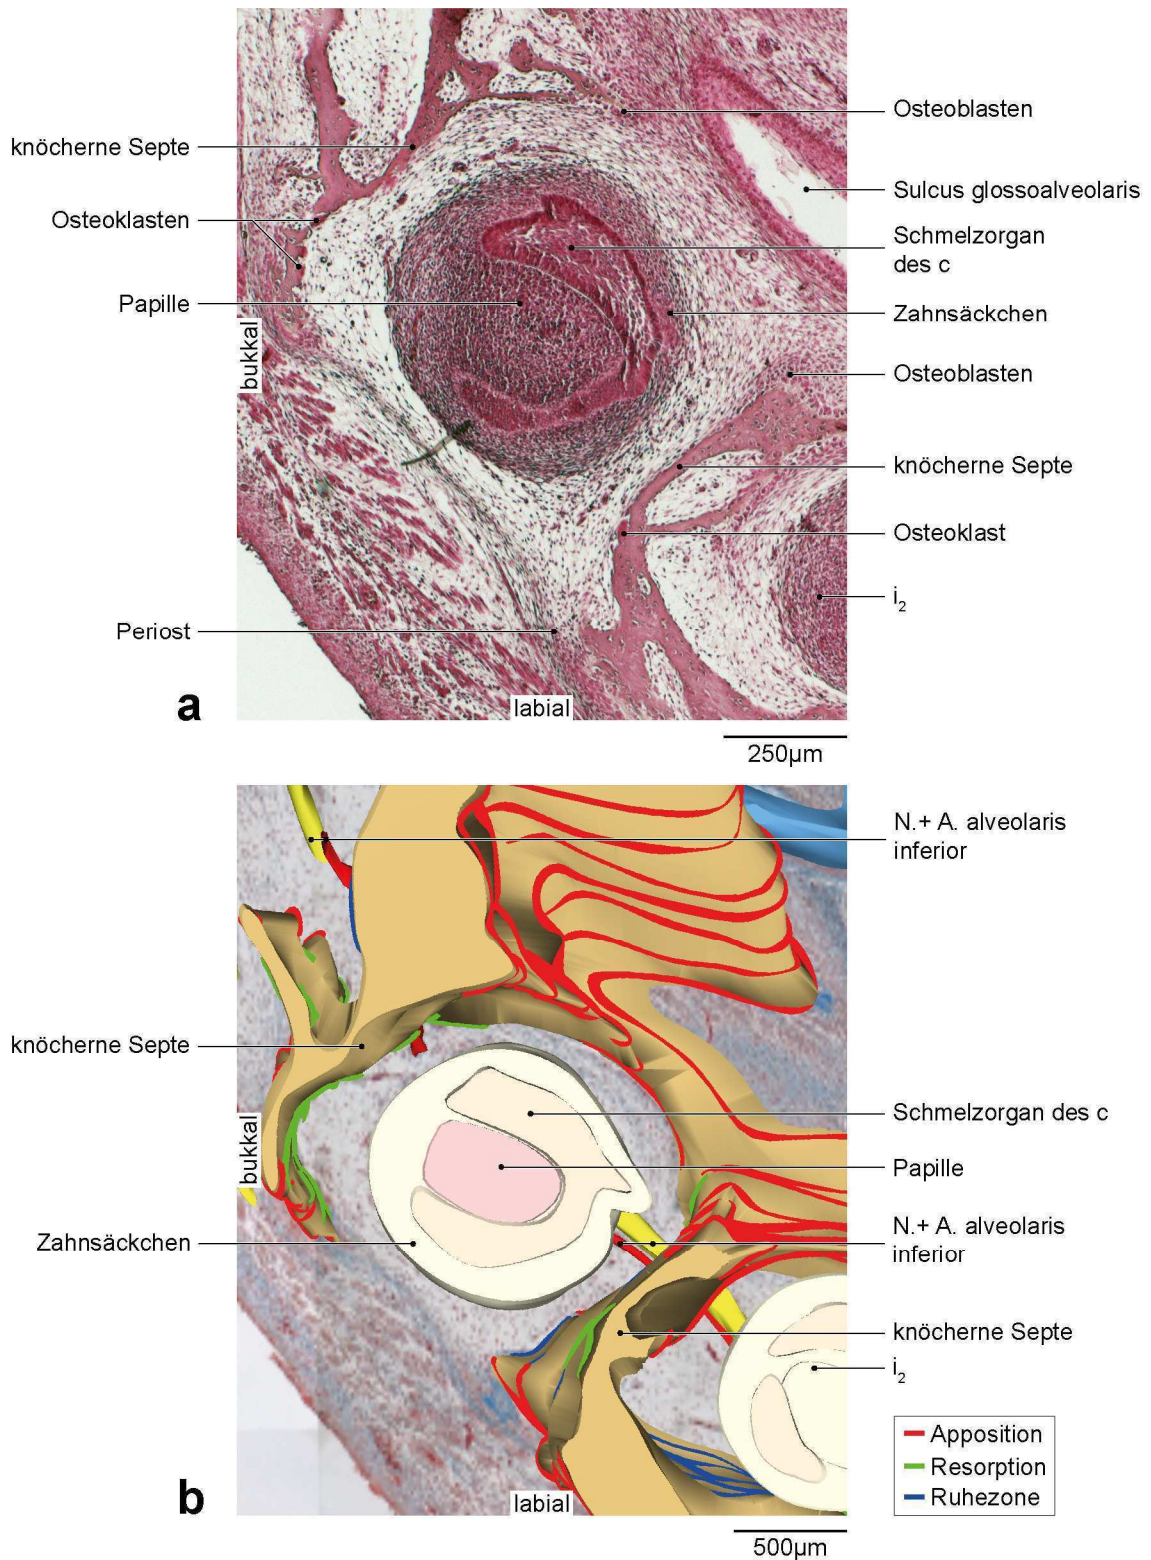 Osteoblasten
knöcherne Septe
Sulcus glossoalveolaris
Osteoklasten
Schmelzorgan
des c
Papille
Zahnsäckchen
bukkal
Osteoblasten
knöcherne Septe
Osteoklast
i2
Periost
a
labial
250µm
N.+ A. alveolaris
inferior
knöcherne Septe
Schmelzorgan des c
bukkal
Papille
Zahnsäckchen
N.+ A. alveolaris
inferior
knöcherne Septe
i2
Apposition
Resorption
Ruhezone
b
labial
500µm